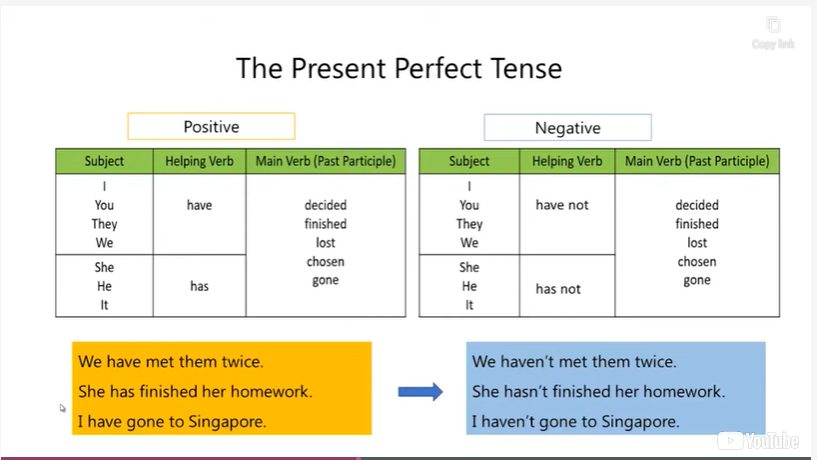 Copy link
The Present Perfect Tense
Positive
Subject Helping Verb Main Verb (Past Participle)
I
You have decided
They finished
We lost
chosen
She
He has gone
It
Negative
Subject Helping Verb Main Verb (Past Participle)
I
You have not decided
They finished
We lost
chosen
She
He has not gone
It
We have met them twice.
She has finished her homework.
I have gone to Singapore.
We haven't met them twice.
She hasn't finished her homework.
I haven't gone to Singapore.
YouTube